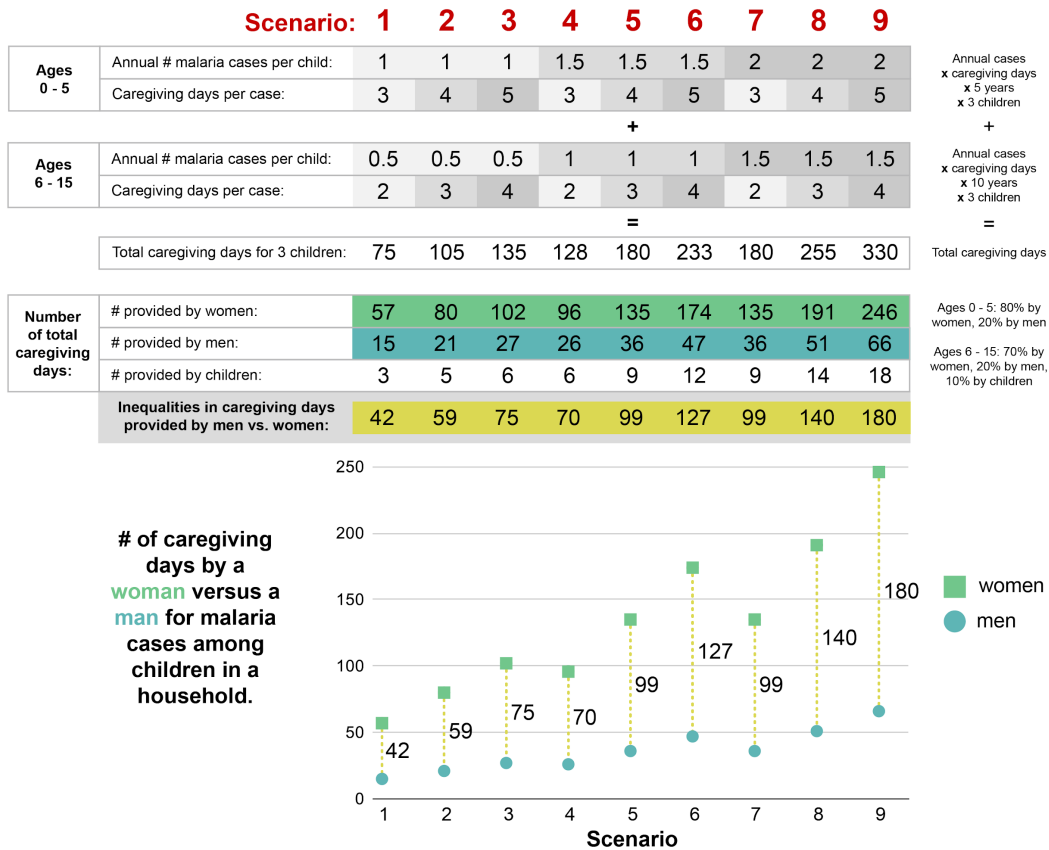 Scenario: 1 2 3 4 5 6 7 8 9
Ages
0 - 5
Annual # malaria cases per child: 1 1 1 1.5 1.5 1.5 2 2 2
Caregiving days per case: 3 4 5 3 4 5 3 4 5
Annual cases
x caregiving days
x 5 years
x 3 children
+ +
Ages
6 - 15
Annual # malaria cases per child: 0.5 0.5 0.5 1 1 1 1.5 1.5 1.5
Caregiving days per case: 2 3 4 2 3 4 2 3 4
Annual cases
x caregiving days
x 10 years
x 3 children
= =
Total caregiving days for 3 children: 75 105 135 128 180 233 180 255 330 Total caregiving days
Number
of total
caregiving
days:
# provided by women: 57 80 102 96 135 174 135 191 246
# provided by men: 15 21 27 26 36 47 36 51 66
# provided by children: 3 5 6 6 9 12 9 14 18
Ages 0 - 5: 80% by
women, 20% by men
Ages 6 - 15: 70% by
women, 20% by men,
10% by children
Inequalities in caregiving days
provided by men vs. women: 42 59 75 70 99 127 99 140 180
# of caregiving
days by a
woman versus a
man for malaria
cases among
children in a
household.
250
200
150
100
50
0
42
59
75
70
99
127
99
140
180
1 2 3 4 5 6 7 8 9
Scenario
women
men